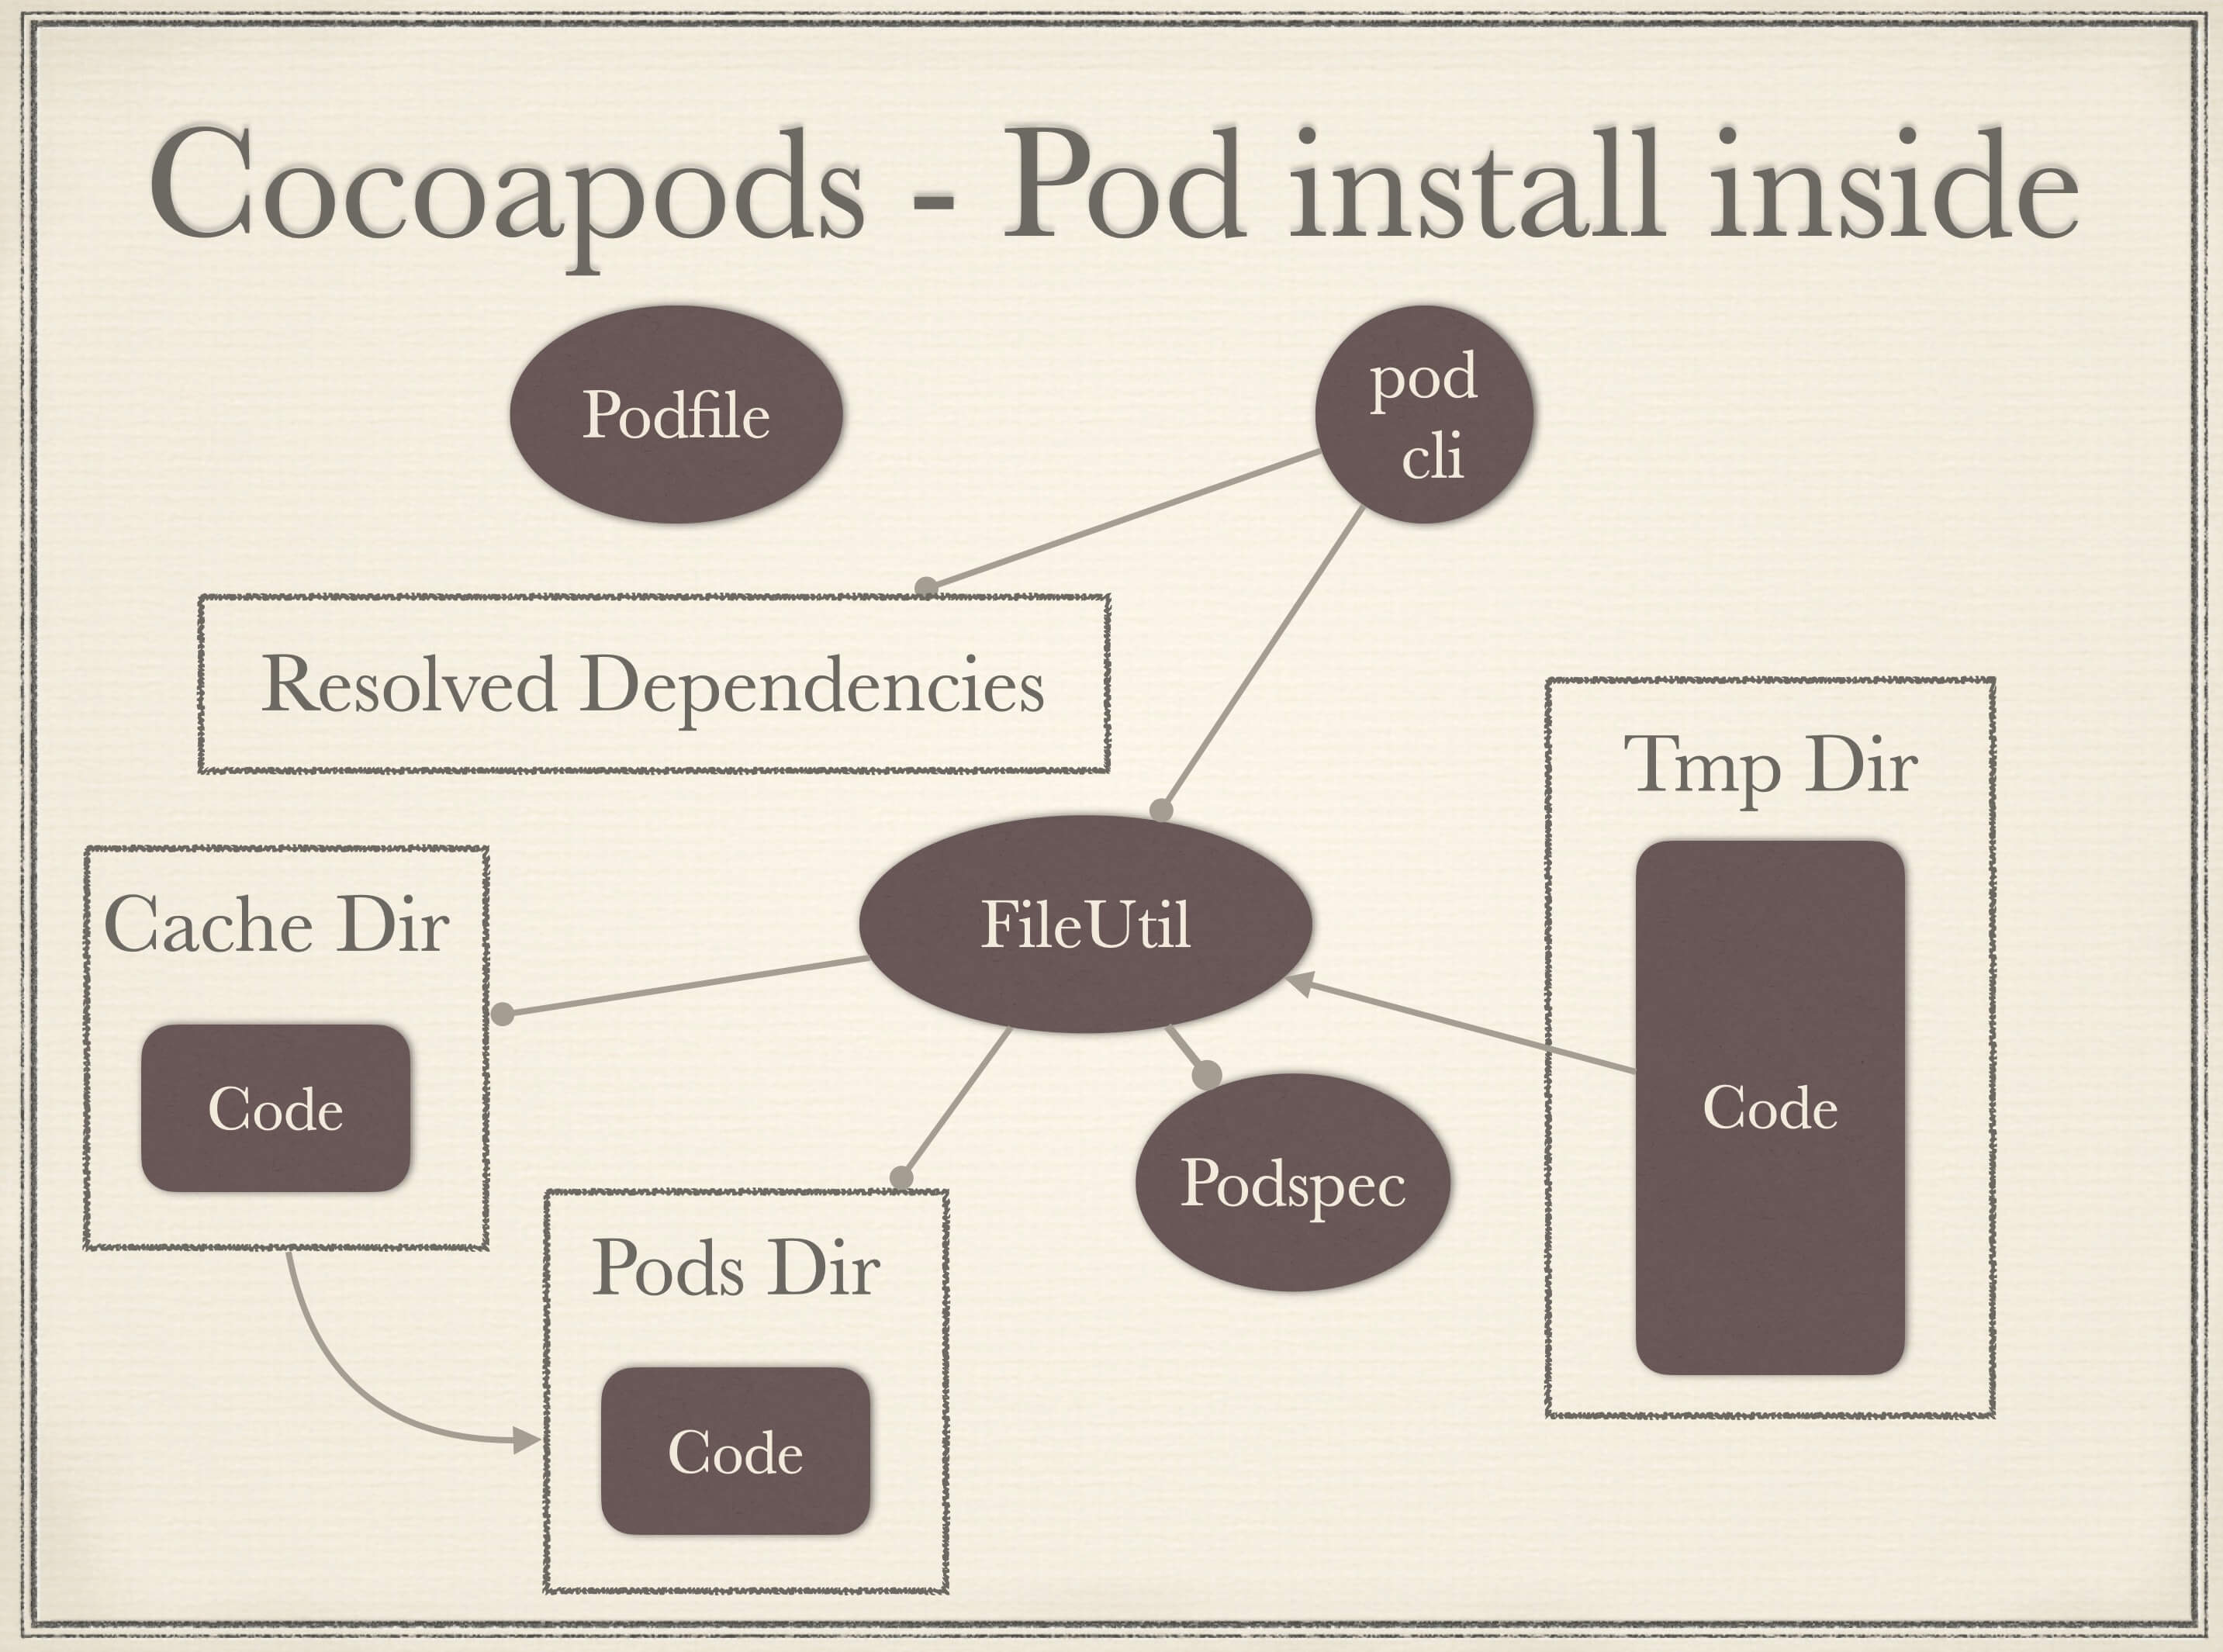 Cocoapods - Pod install inside
Podfile
pod
cli
Resolved Dependencies
Tmp Dir
Code
FileUtil
Cache Dir
Code
Podspec
Pods Dir
Code